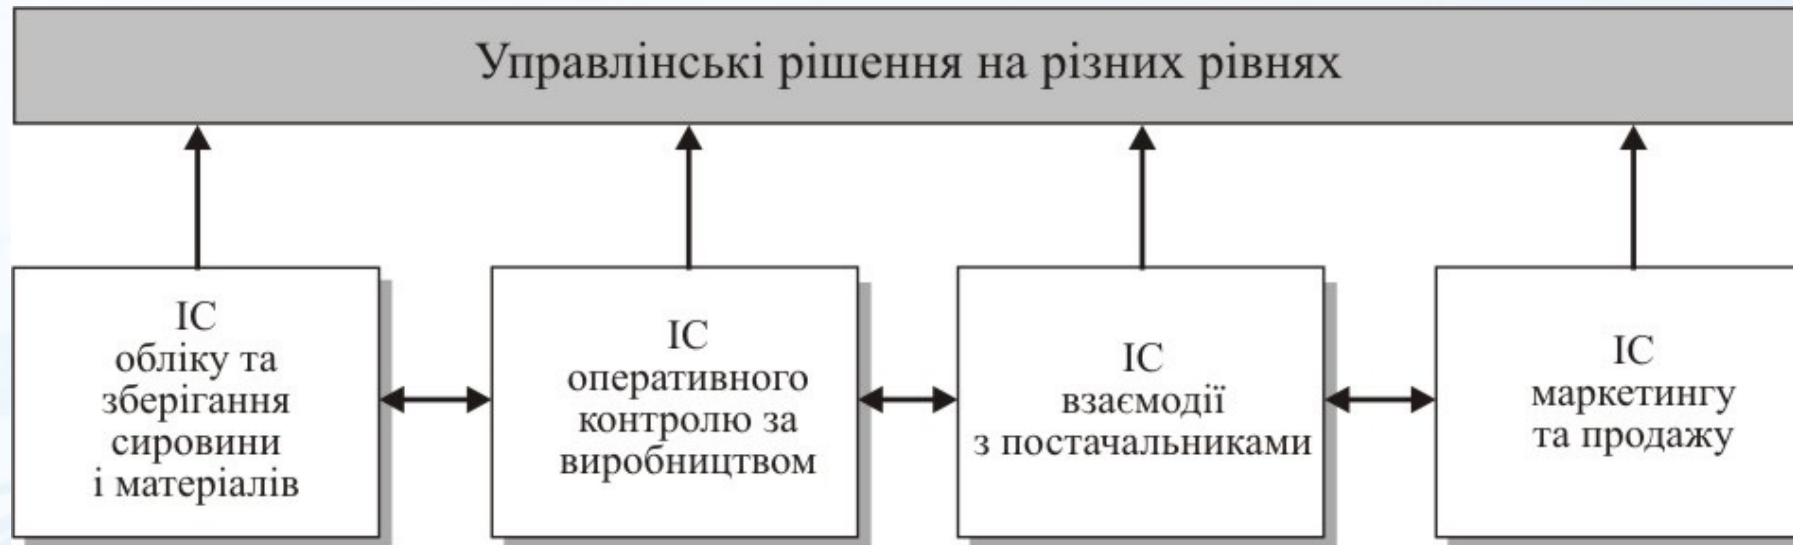 Управлінські рішення на різних рівнях
ІС
обліку та
зберігання
сировини
і матеріалів
ІС
оперативного
контролю за
виробництвом
ІС
взаємодії
з постачальниками
ІС
маркетингу
та продажу